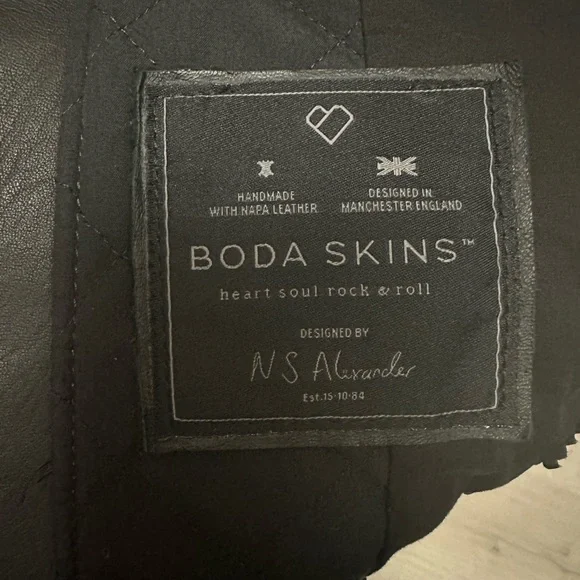 HANDMADE
WITH NAPA LEATHER
DESIGNED IN
MANCHESTER ENGLAND
BODA SKINS™
heart soul rock & roll
DESIGNED BY
N S Alexander
Est.15·10·84